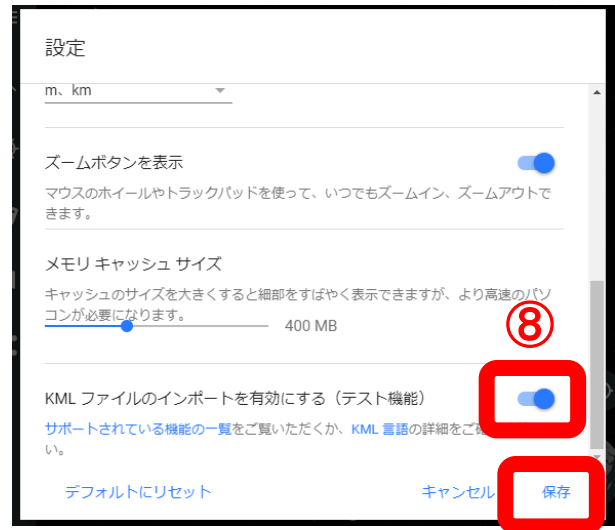 設定
m、km
ズームボタンを表示
マウスのホイールやトラックパッドを使って、いつでもズームイン、ズームアウトで
きます。
メモリ キャッシュ サイズ
キャッシュのサイズを大きくすると細部をすばやく表示できますが、より高速のパソ
コンが必要になります。
400 MB
⑧
KML ファイルのインポートを有効にする（テスト機能）
サポートされている機能の一覧をご覧いただくか、KML 言語の詳細をご
い。
デフォルトにリセット
キャンセル
保存